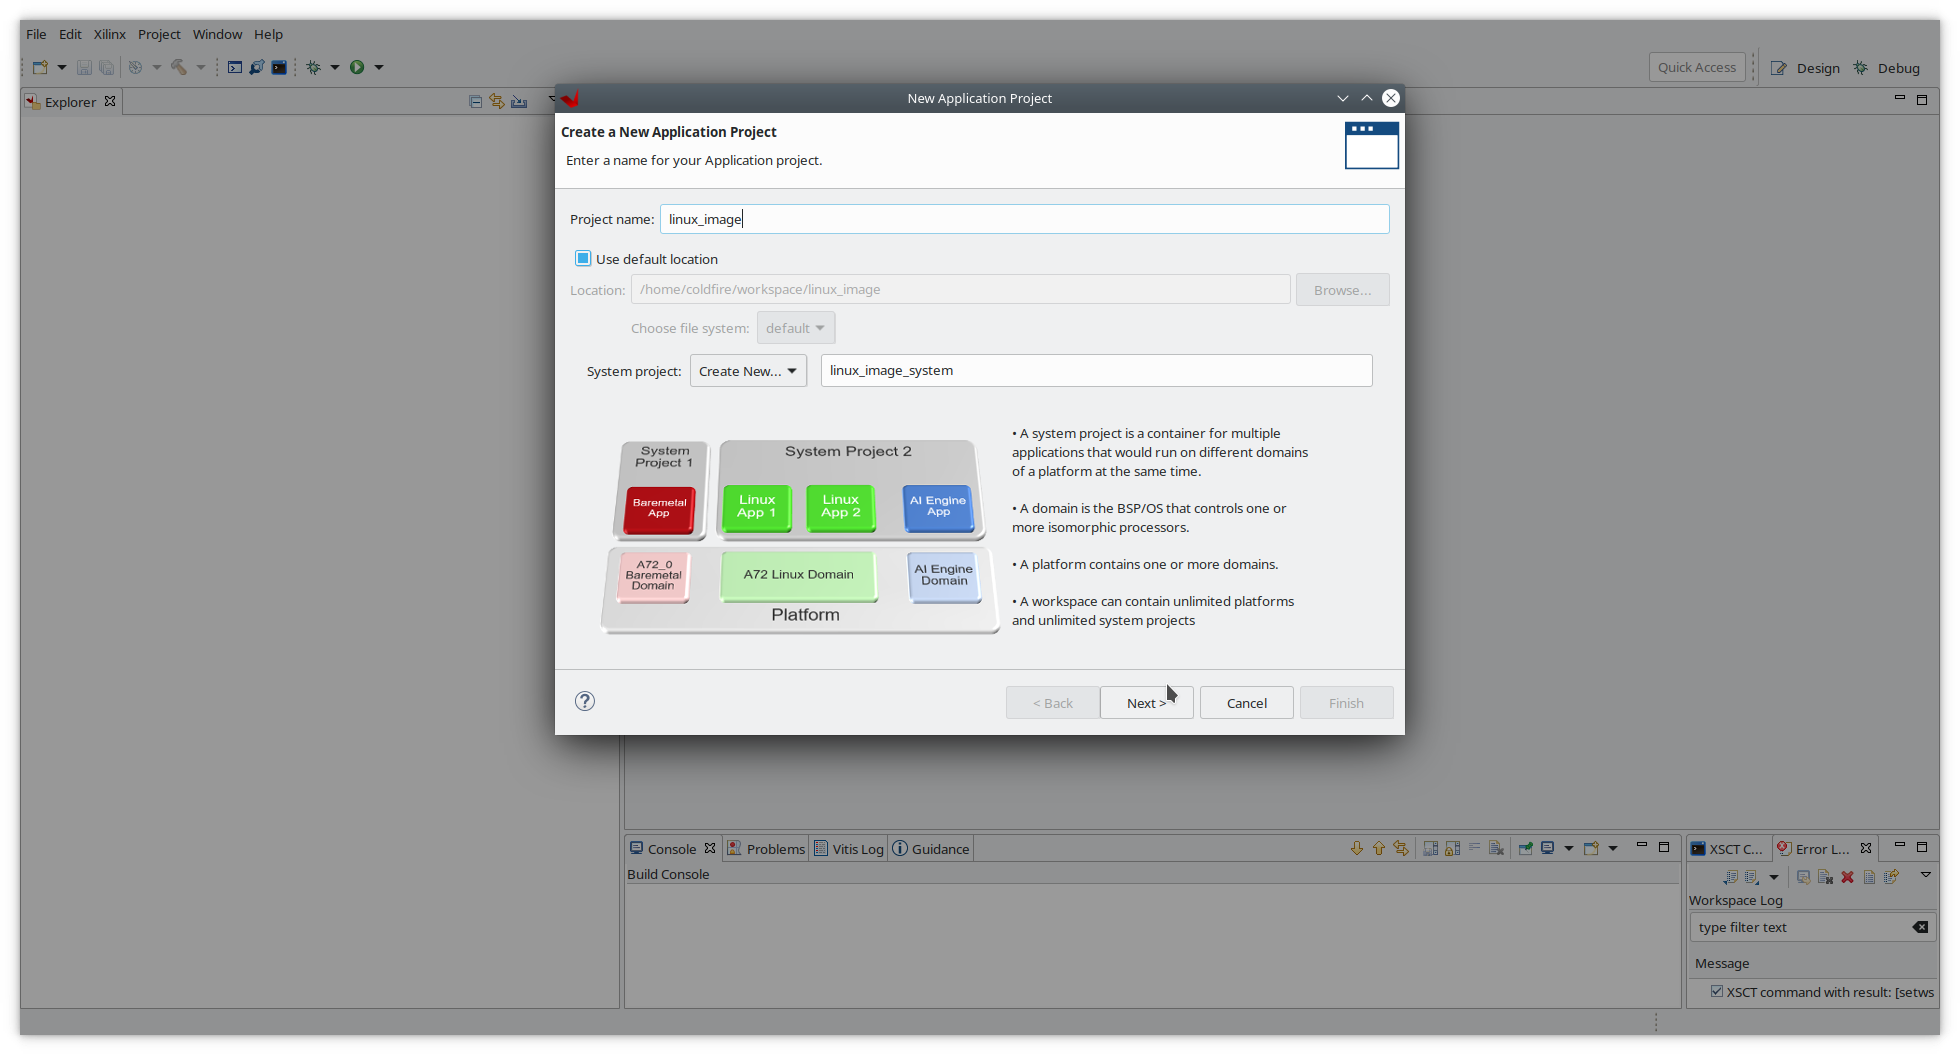 File Edit Xilinx Project Window Help
Quick Access Design Debug
Explorer
New Application Project
Create a New Application Project
Enter a name for your Application project.
Project name: linux_image
Use default location
Location: /home/coldfire/workspace/linux_image Browse...
Choose file system: default
System project: Create New... linux_image_system
System
Project 1
Baremetal
App
System Project 2
Linux
App 1
Linux
App 2
AI Engine
App
A72_0
Baremetal
Domain
A72 Linux Domain
AI Engine
Domain
Platform
• A system project is a container for multiple
applications that would run on different domains
of a platform at the same time.
• A domain is the BSP/OS that controls one or
more isomorphic processors.
• A platform contains one or more domains.
• A workspace can contain unlimited platforms
and unlimited system projects
< Back Next > Cancel Finish
Console Problems Vitis Log Guidance
Build Console
XSCT C... Error L...
Workspace Log
type filter text
Message
XSCT command with result: [setws